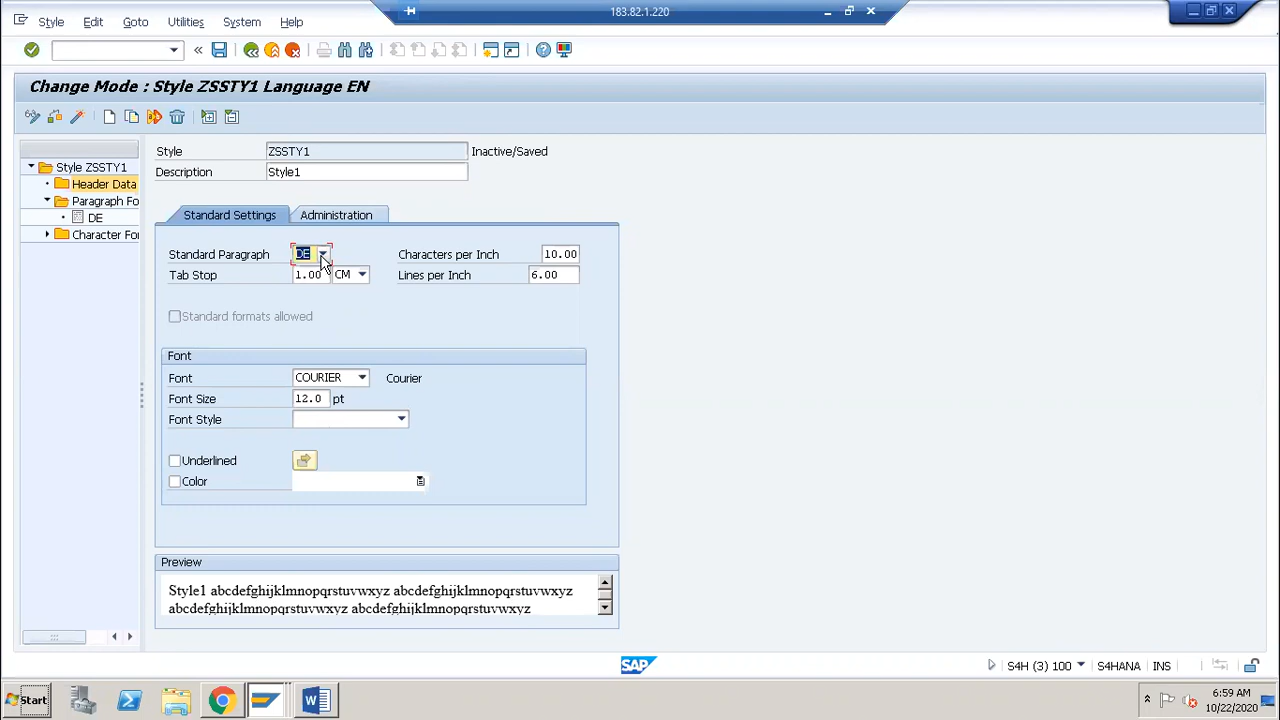 183.82.1.220
Style Edit Goto Utilities System Help
Change Mode : Style ZSSTY1 Language EN
Style ZSSTY1
Header Data
Paragraph Fo
DE
Character For
Style ZSSTY1 Inactive/Saved
Description Style1
Standard Settings Administration
Standard Paragraph DE Characters per Inch 10.00
Tab Stop 1.00 CM Lines per Inch 6.00
Standard formats allowed
Font
Font COURIER Courier
Font Size 12.0 pt
Font Style
Underlined
Color
Preview
Style1 abcdefghijklmnopqrstuvwxyz abcdefghijklmnopqrstuvwxyz
abcdefghijklmnopqrstuvwxyz abcdefghijklmnopqrstuvwxyz
SAP S4H (3) 100 S4HANA INS
Start 6:59 AM
10/22/2020